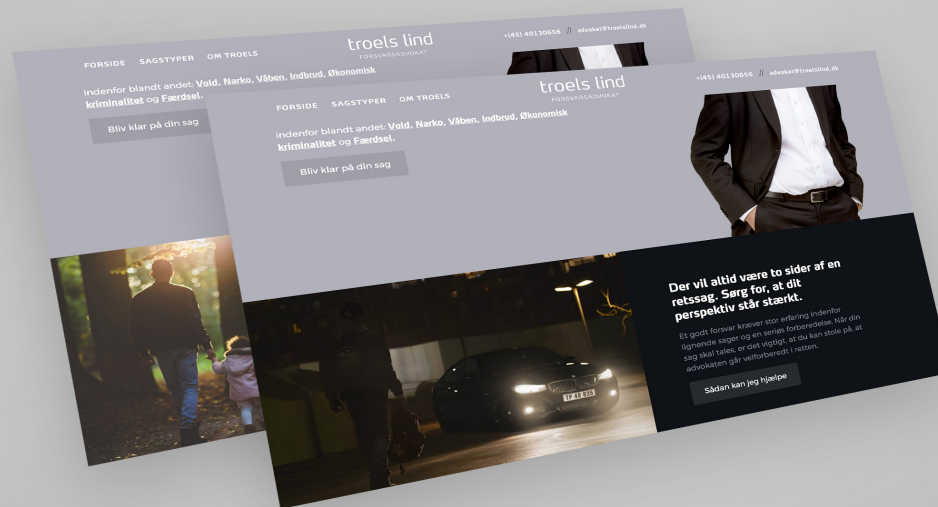 FORSIDE SAGSTYPER OM TROELS
troels lind
FORSVARSADVOKAT
+(45) 40130656 // advokat@troelslind.dk
Indenfor blandt andet: Vold, Narko, Våben, Indbrud, Økonomisk
kriminalitet og Færdsel.
Bliv klar på din sag
FORSIDE SAGSTYPER OM TROELS
troels lind
FORSVARSADVOKAT
+(45) 40130656 // advokat@troelslind.dk
indenfor blandt andet: Vold, Narko, Våben, Indbrud, Økonomisk
kriminalitet og Færdsel.
Bliv klar på din sag
Der vil altid være to sider af en
retssag. Sørg for, at dit
perspektiv står stærkt.
Et godt forsvar kræver stor erfaring indenfor
lignende sager og en seriøs forberedelse. Når din
sag skal tales, er det vigtigt, at du kan stole på, at
advokaten går velforberedt i retten.
Sådan kan jeg hjælpe